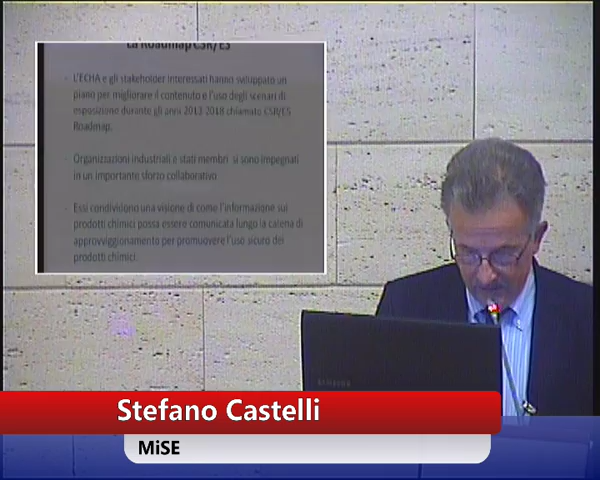 La Roadmap CSR/ES
L'ECHA e gli stakeholder interessati hanno sviluppato un
piano per migliorare il contenuto e l'uso degli scenari di
esposizione durante gli anni 2013-2018 chiamato CSR/ES
Roadmap.
Organizzazioni industriali e stati membri si sono impegnati
in un importante sforzo collaborativo
Essi condividono una visione di come l'informazione sui
prodotti chimici possa essere comunicata lungo la catena di
approvvigionamento per promuovere l'uso sicuro dei
prodotti chimici.
SAMSUNG
Stefano Castelli
MiSE